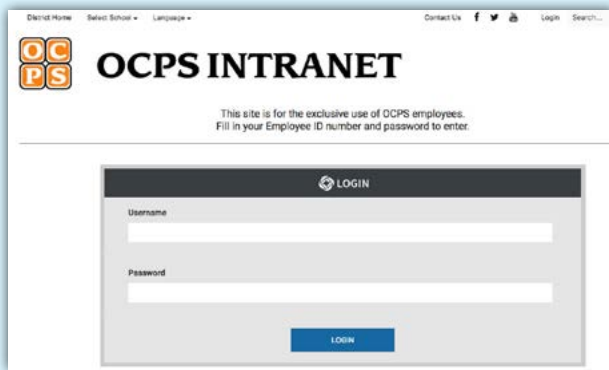 District Home Select School Language Contact Us Login Search...
OC
PS
OCPS INTRANET
This site is for the exclusive use of OCPS employees.
Fill in your Employee ID number and password to enter.
LOGIN
Username
Password
LOGIN